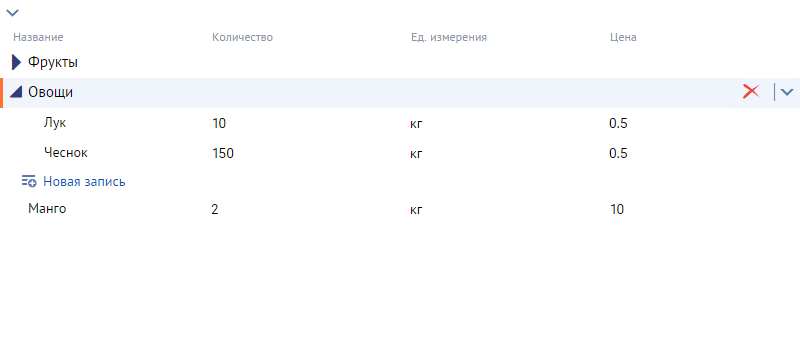 Название Количество Ед. измерения Цена
Фрукты
Овощи
Лук 10 кг 0.5
Чеснок 150 кг 0.5
Новая запись
Манго 2 кг 10